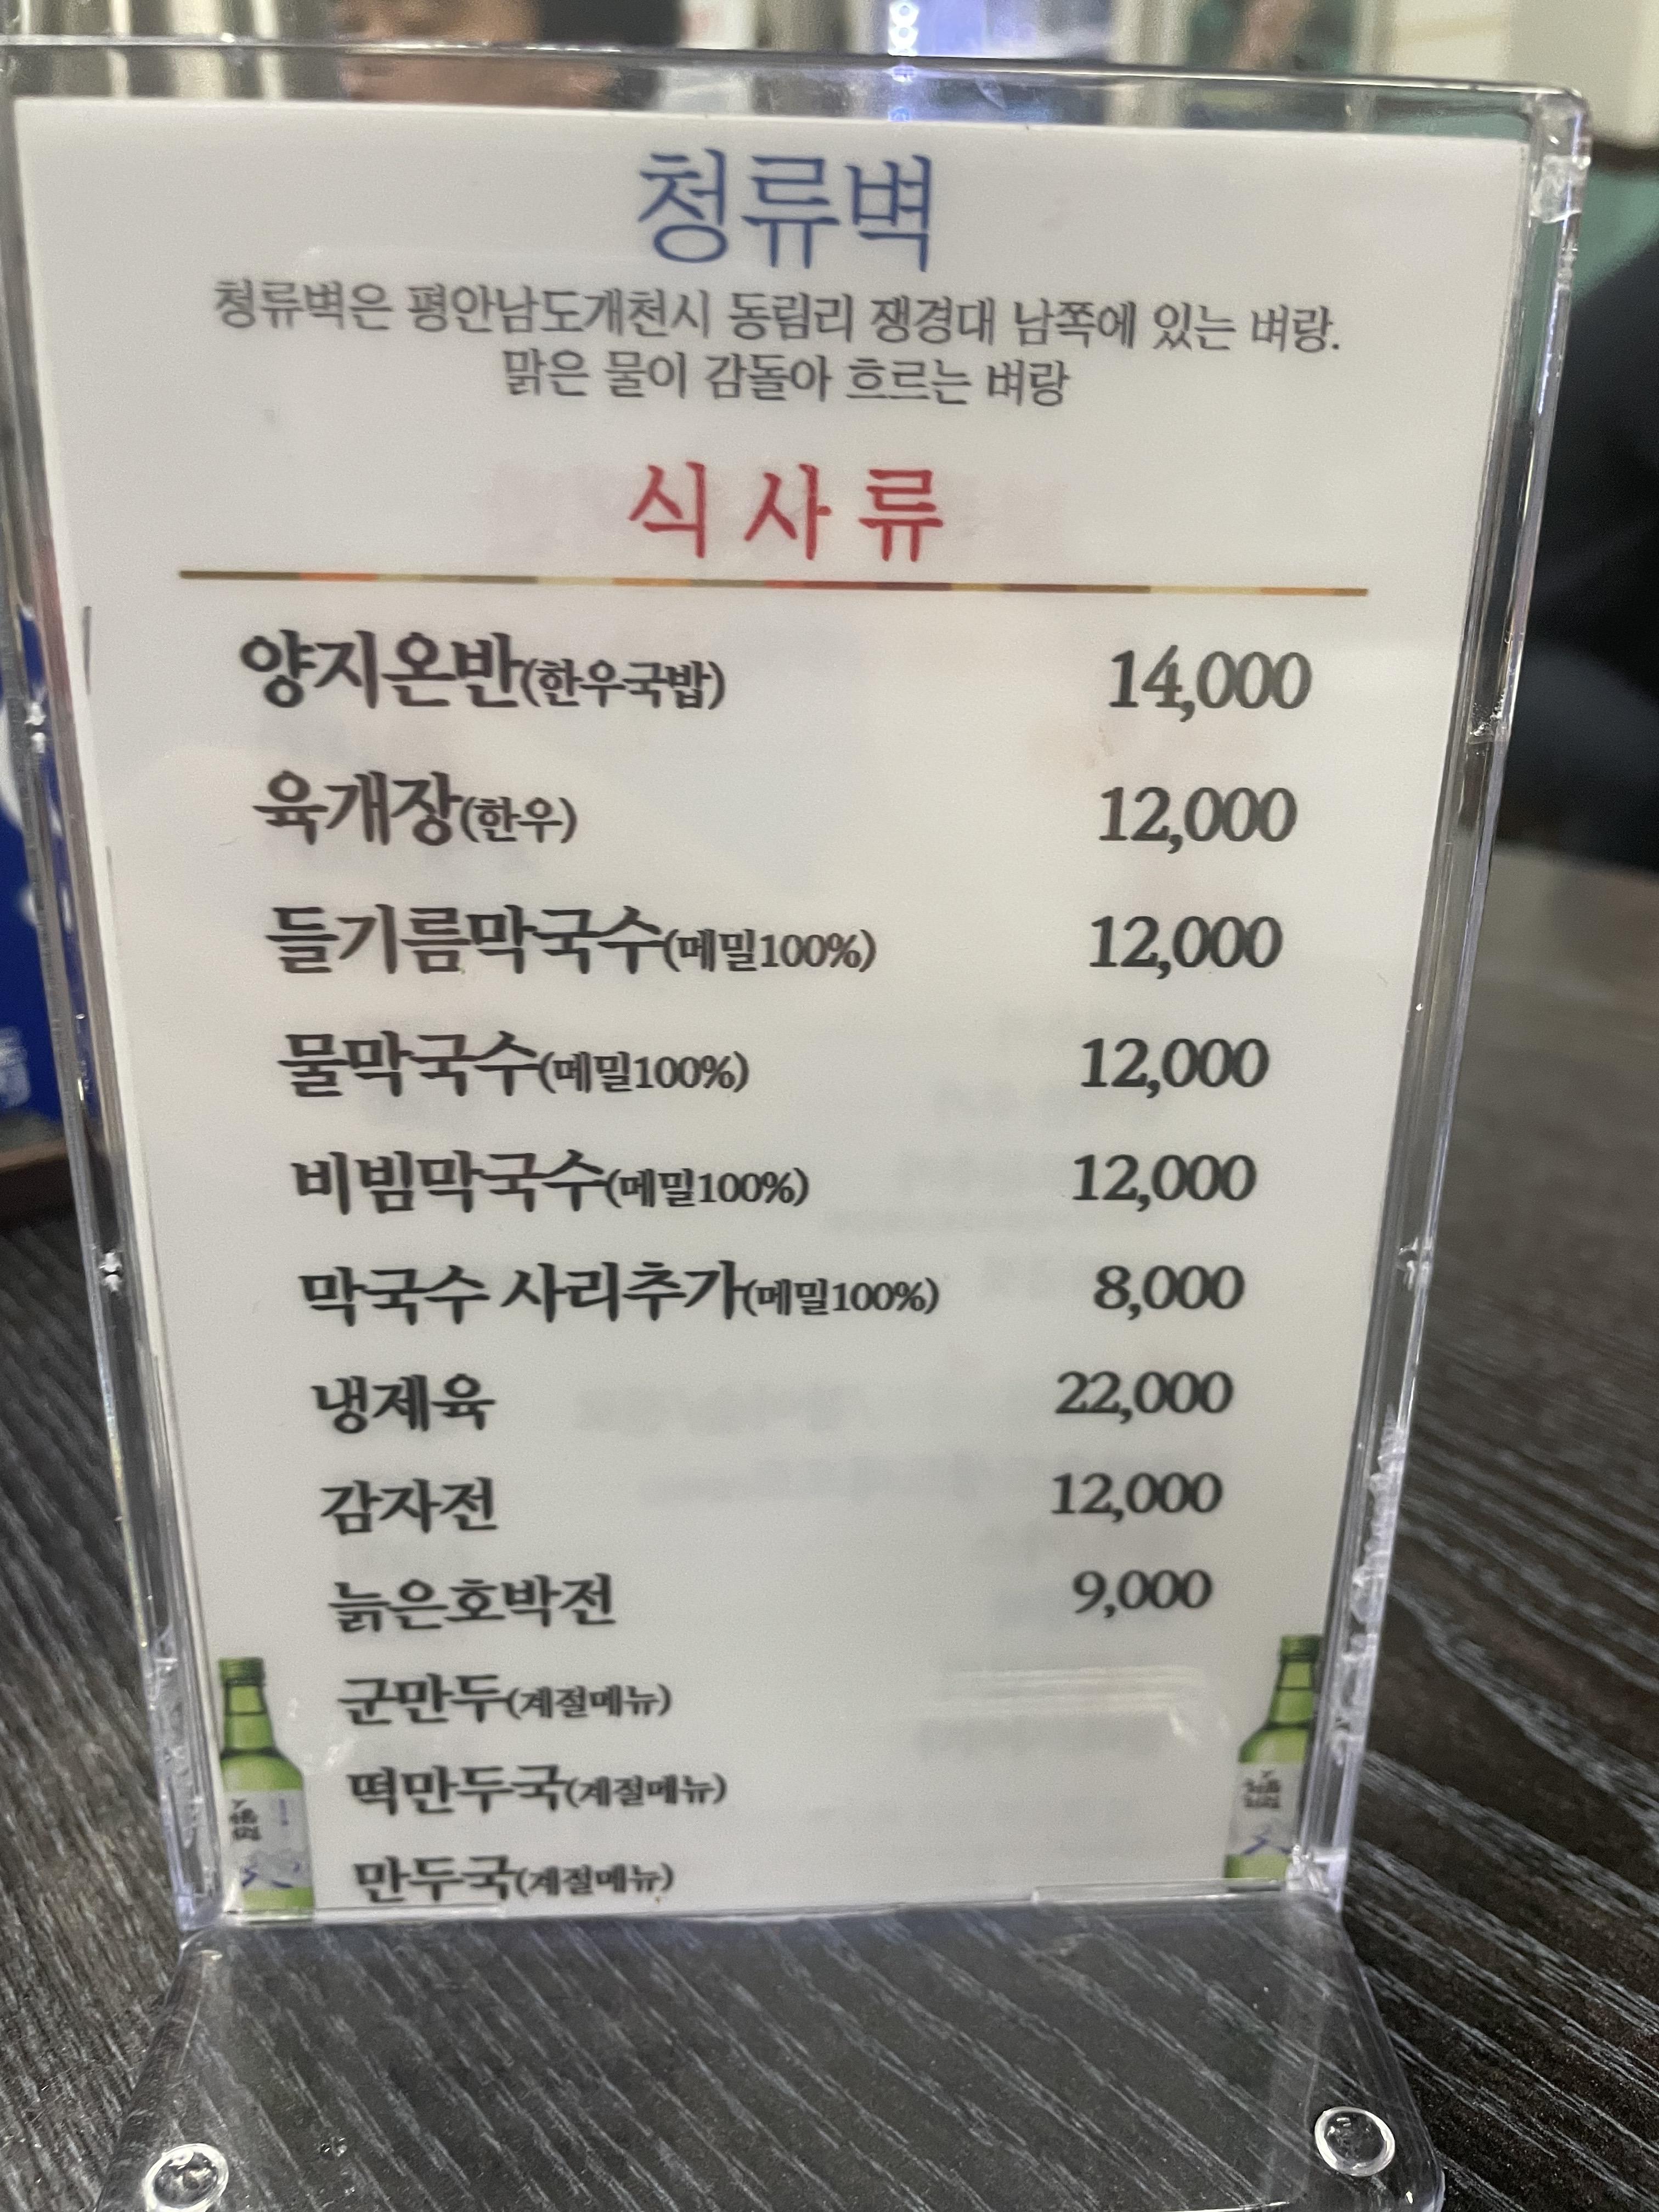 청류벽
청류벽은 평안남도개천시 동림리 쟁경대 남쪽에 있는 벼랑.
맑은 물이 감돌아 흐르는 벼랑
식 사 류
양지온반(한우국밥) 14,000
육개장(한우) 12,000
들기름막국수(메밀100%) 12,000
물막국수(메밀100%) 12,000
비빔막국수(메밀100%) 12,000
막국수 사리추가(메밀100%) 8,000
냉제육 22,000
감자전 12,000
늙은호박전 9,000
군만두(계절메뉴)
떡만두국(계절메뉴)
만두국(계절메뉴)